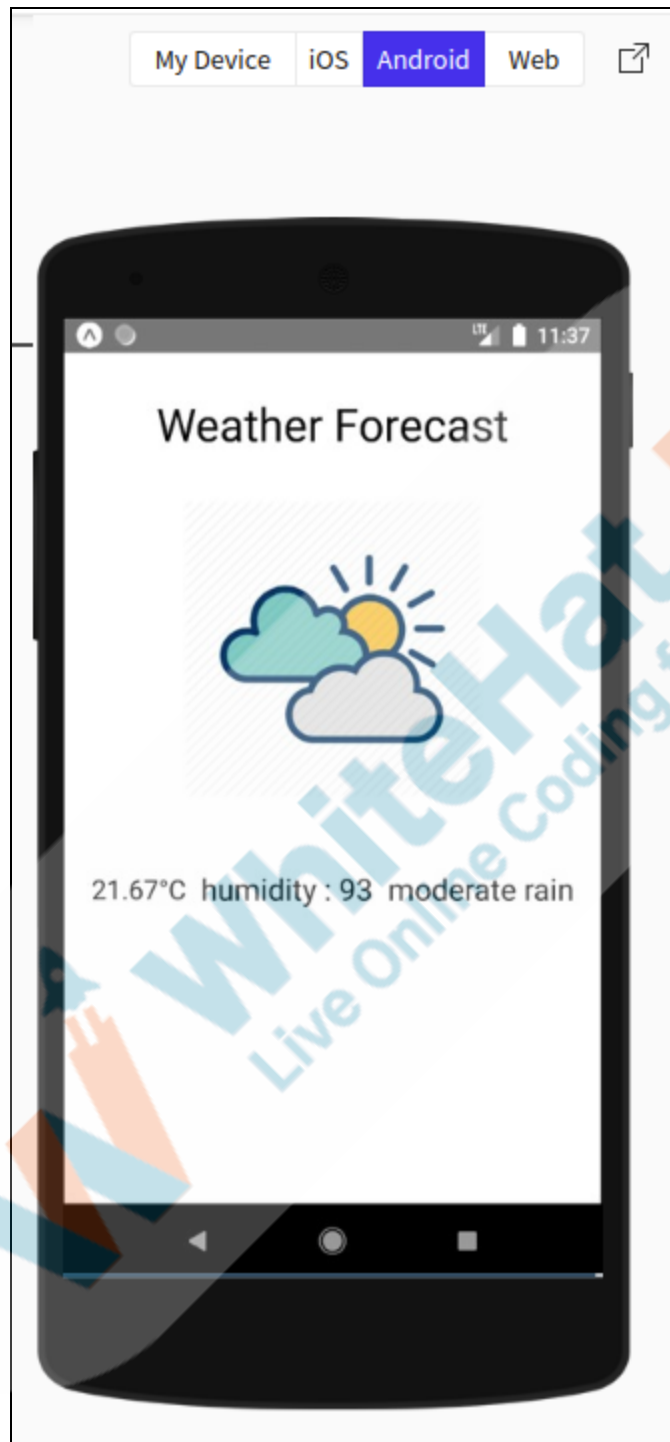 My Device iOS Android Web
LTE 11:37
Weather Forecast
21.67°C humidity : 93 moderate rain
WhiteHat
Live Online Coding f